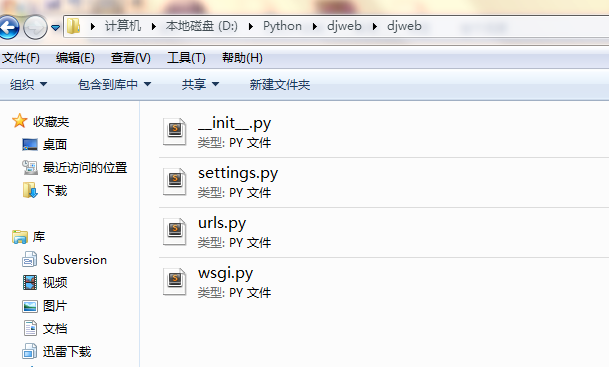 计算机 本地磁盘 (D:) Python djweb djweb
文件(F) 编辑(E) 查看(V) 工具(T) 帮助(H)
组织 包含到库中 共享 新建文件夹
收藏夹
桌面
最近访问的位置
下载
库
Subversion
视频
图片
文档
迅雷下载
__init__.py
类型: PY 文件
settings.py
类型: PY 文件
urls.py
类型: PY 文件
wsgi.py
类型: PY 文件